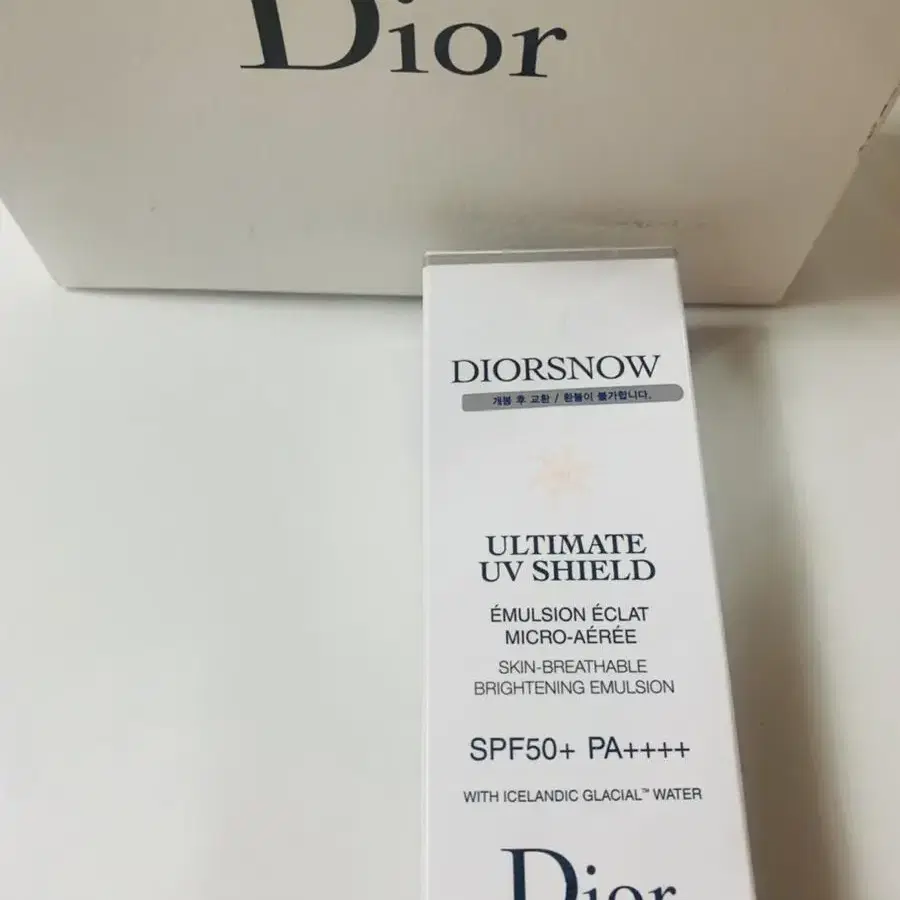 Dior
DIORSNOW
개봉 후 교환 / 환불이 불가합니다.
ULTIMATE
UV SHIELD
ÉMULSION ÉCLAT
MICRO-AÉRÉE
SKIN-BREATHABLE
BRIGHTENING EMULSION
SPF50+ PA++++
WITH ICELANDIC GLACIAL™ WATER
Dior